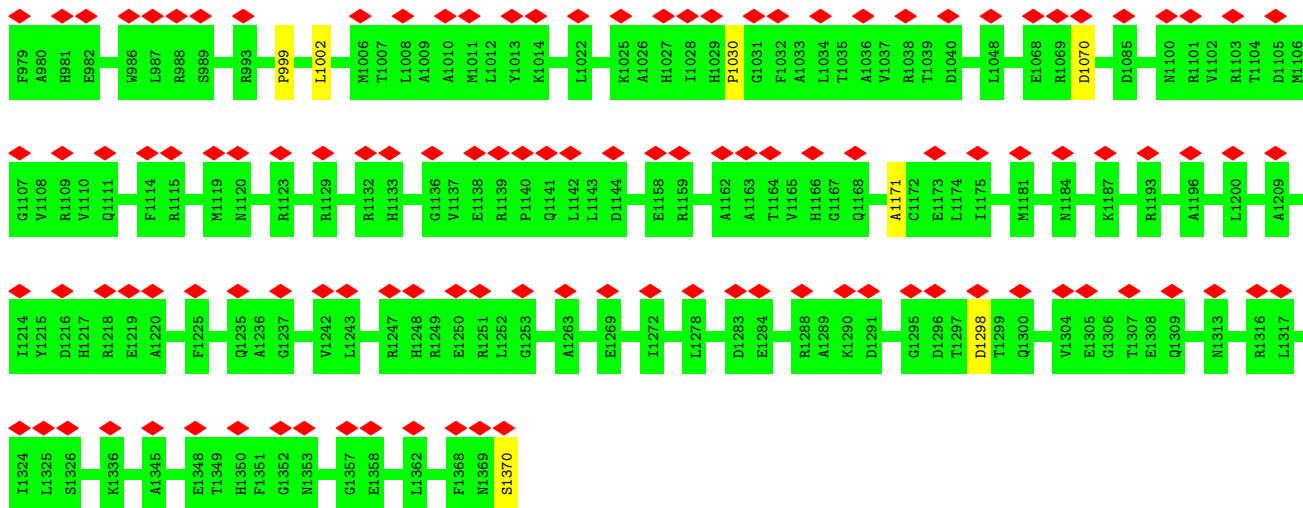 F979 A980 H981 E982 W986 L987 R988 S989 R993 P999 L1002 M1006 T1007 L1008 A1009 A1010 M1011 L1012 Y1013 K1014 L1022 K1025 A1026 H1027 I1028 H1029 P1030 G1031 F1032 A1033 L1034 T1035 A1036 V1037 R1038 T1039 D1040 L1048 E1068 R1069 D1070 D1085 N1100 R1101 V1102 R1103 T1104 D1105 M1106
G1107 V1108 R1109 V1110 Q1111 F1114 R1115 M1119 N1120 R1123 R1129 R1132 H1133 G1136 V1137 E1138 R1139 P1140 Q1141 L1142 L1143 D1144 E1158 R1159 A1162 A1163 T1164 V1165 H1166 G1167 Q1168 A1171 C1172 E1173 L1174 I1175 M1181 N1184 K1187 R1193 A1196 L1200 A1209
I1214 Y1215 D1216 H1217 R1218 E1219 A1220 F1225 Q1235 A1236 G1237 V1242 L1243 R1247 H1248 R1249 E1250 R1251 L1252 G1253 A1263 E1269 I1272 L1278 D1283 E1284 R1288 A1289 K1290 D1291 G1295 D1296 T1297 D1298 T1299 Q1300 V1304 E1305 G1306 T1307 E1308 Q1309 N1313 R1316 L1317
I1324 L1325 S1326 K1336 A1345 E1348 T1349 H1350 F1351 G1352 N1353 G1357 E1358 L1362 F1368 N1369 S1370